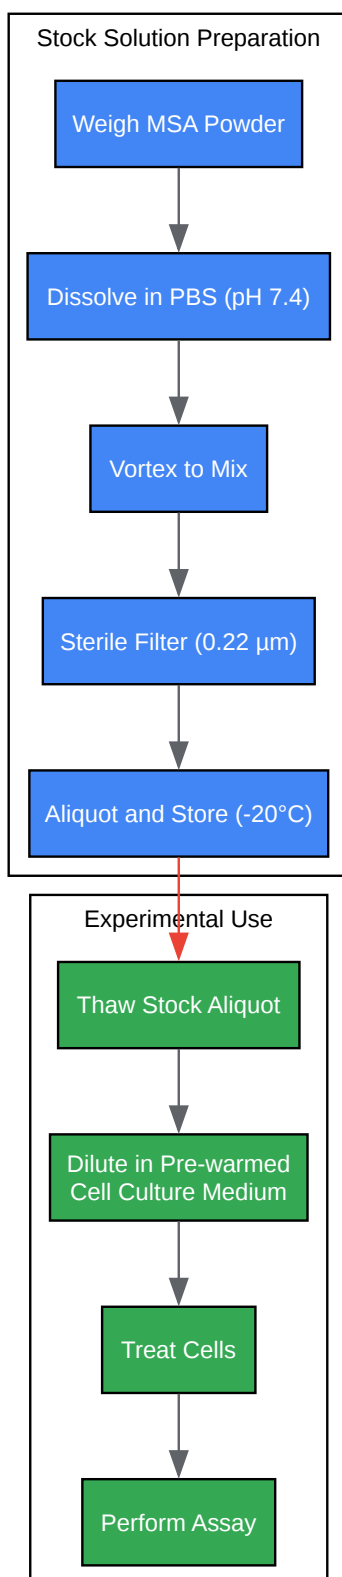 Stock Solution Preparation
Weigh MSA Powder
Dissolve in PBS (pH 7.4)
Vortex to Mix
Sterile Filter (0.22 µm)
Aliquot and Store (-20°C)
Experimental Use
Thaw Stock Aliquot
Dilute in Pre-warmed
Cell Culture Medium
Treat Cells
Perform Assay